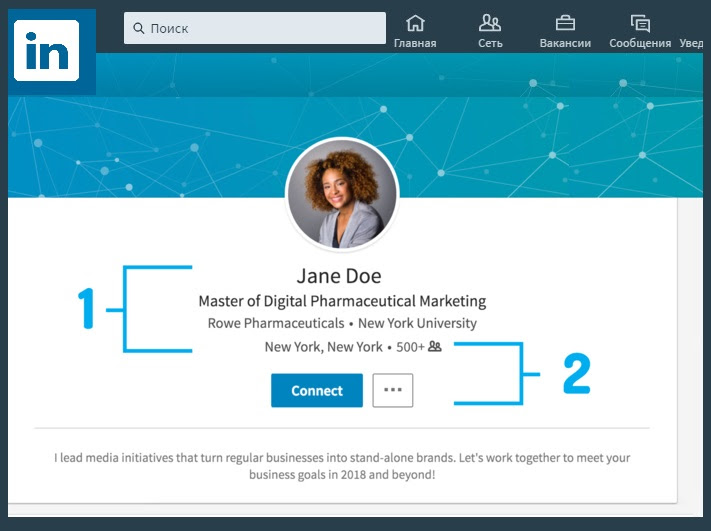 in
Поиск
Главная
Сеть
Вакансии
Сообщения
Увед
Jane Doe
Master of Digital Pharmaceutical Marketing
Rowe Pharmaceuticals • New York University
New York, New York • 500+
1
2
Connect
I lead media initiatives that turn regular businesses into stand-alone brands. Let's work together to meet your
business goals in 2018 and beyond!